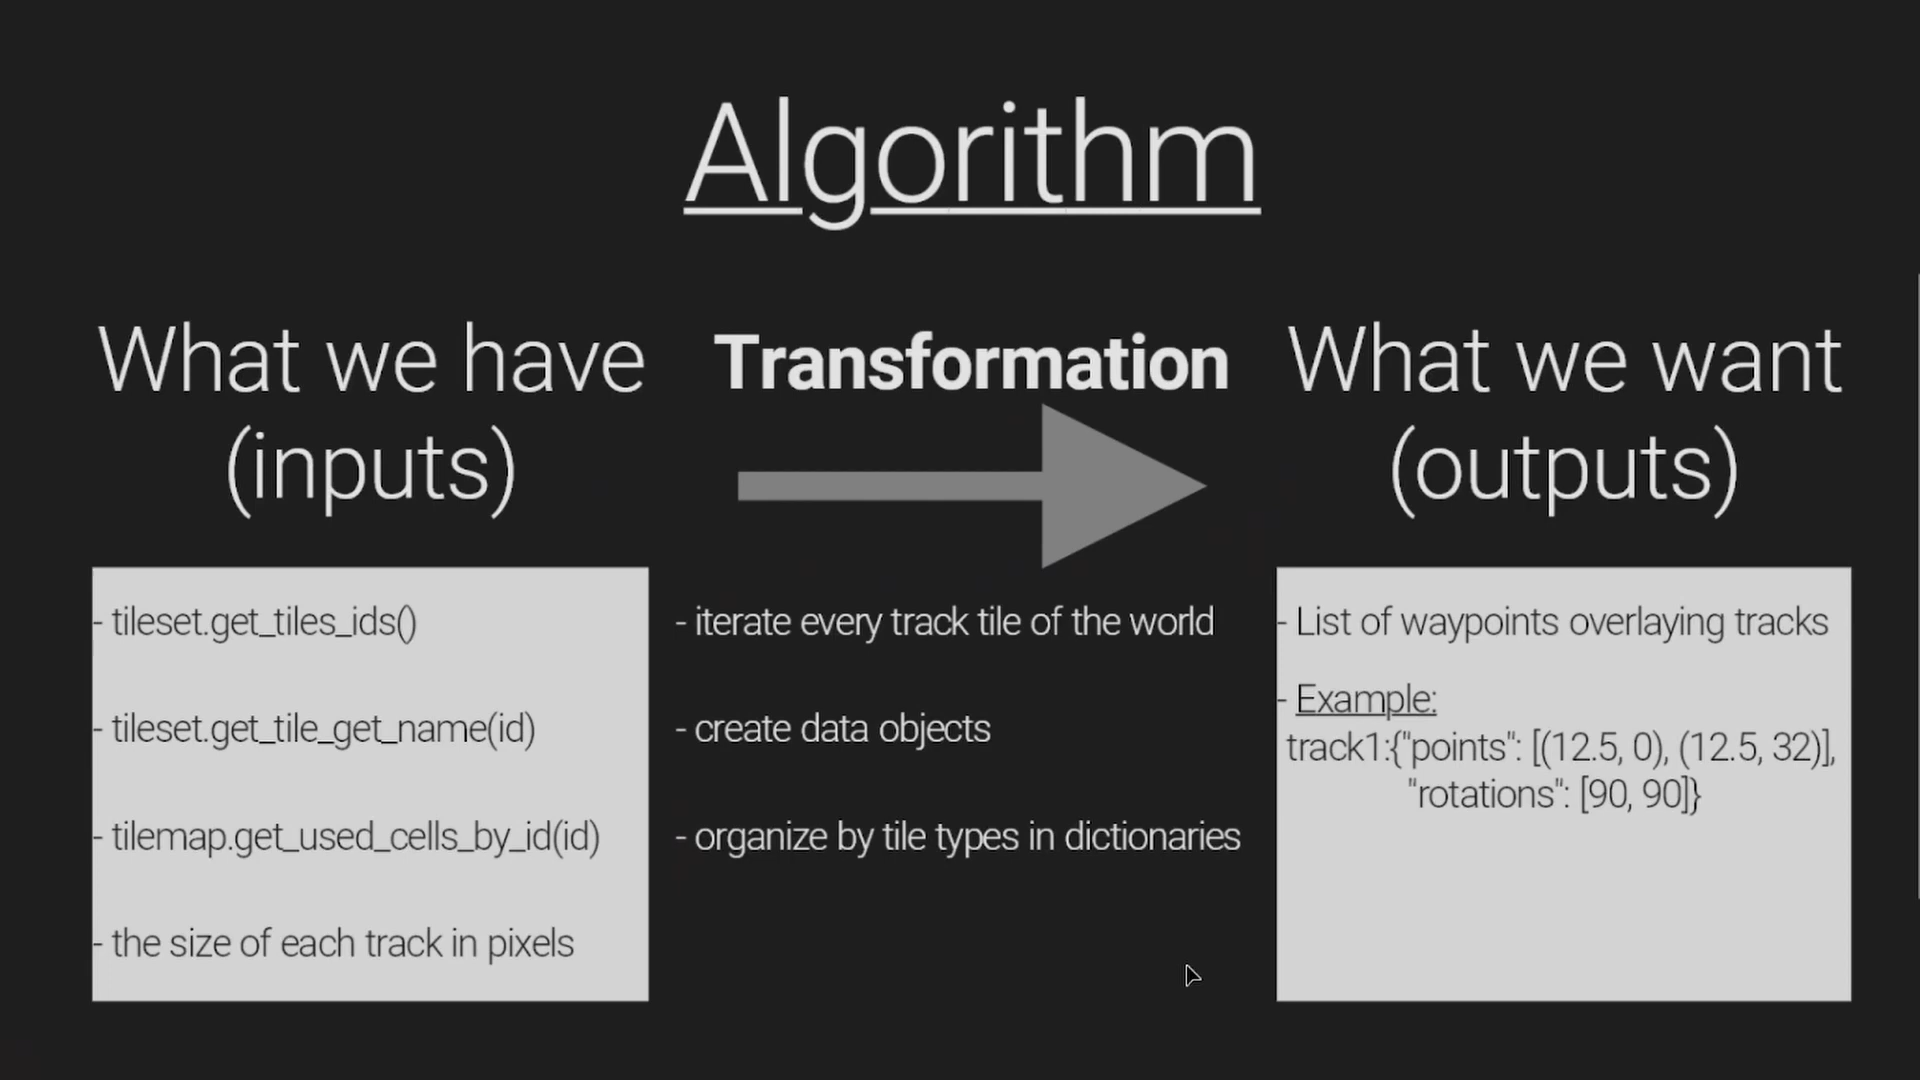 Algorithm
What we have
(inputs)
- tileset.get_tiles_ids()
- tileset.get_tile_get_name(id)
- tilemap.get_used_cells_by_id(id)
- the size of each track in pixels
Transformation
- iterate every track tile of the world
- create data objects
- organize by tile types in dictionaries
What we want
(outputs)
- List of waypoints overlaying tracks
- Example:
track1:{"points": [(12.5, 0), (12.5, 32)],
"rotations": [90, 90]}